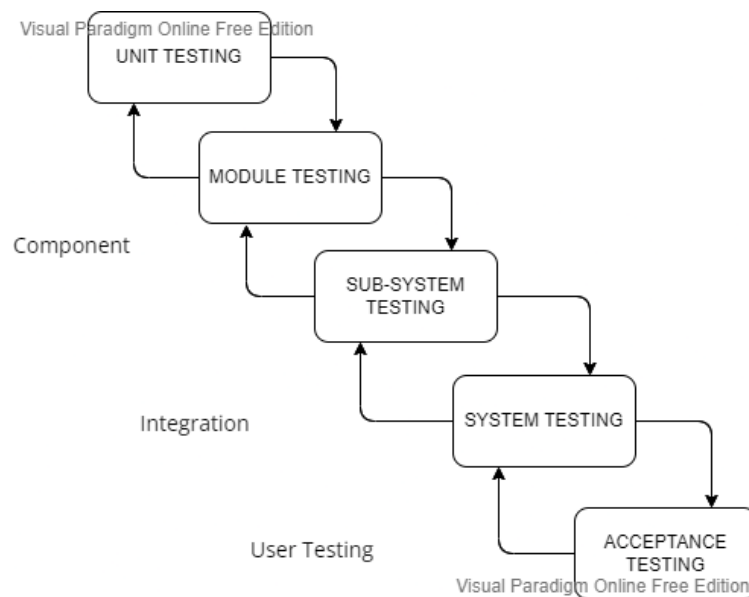 Visual Paradigm Online Free Edition
UNIT TESTING
MODULE TESTING
Component
SUB-SYSTEM
TESTING
Integration
SYSTEM TESTING
User Testing
ACCEPTANCE
TESTING
Visual Paradigm Online Free Edition